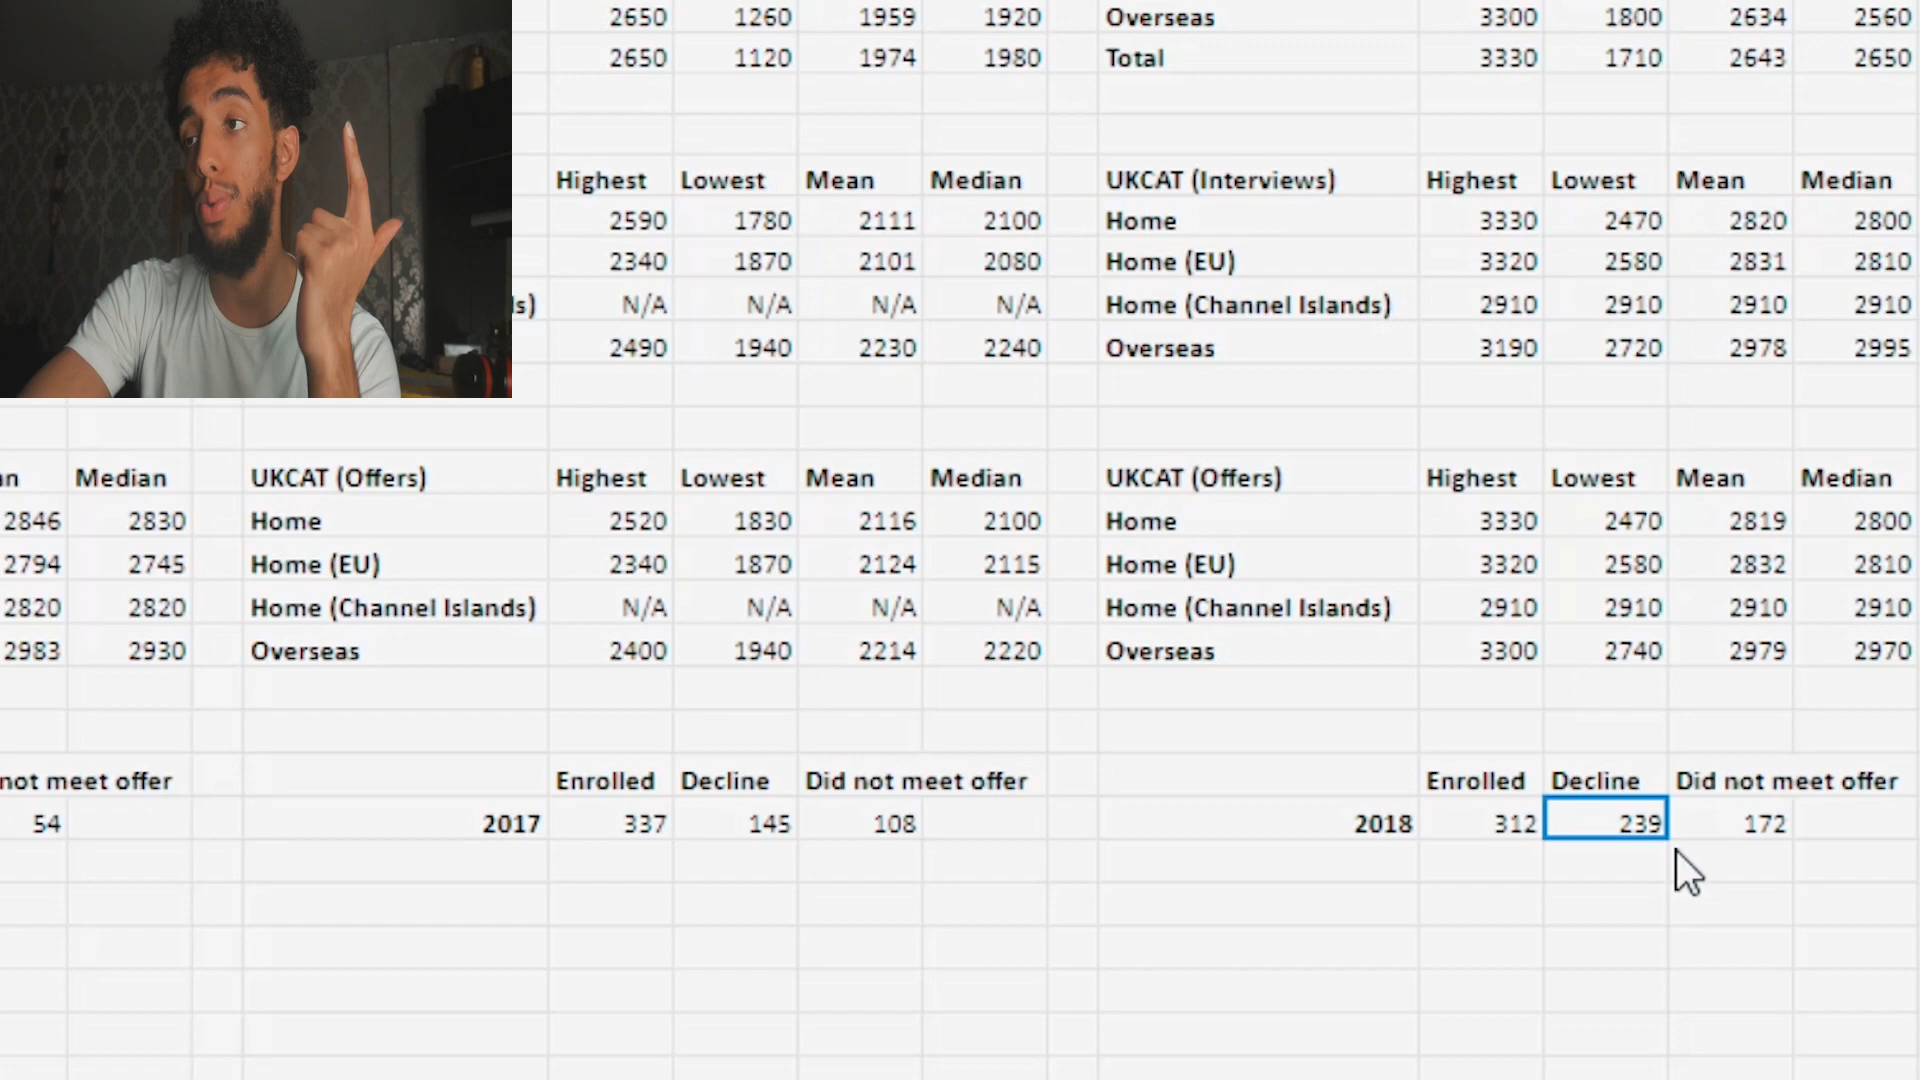 2650 1260 1959 1920 Overseas 3300 1800 2634 2560
2650 1120 1974 1980 Total 3330 1710 2643 2650
Highest Lowest Mean Median UKCAT (Interviews) Highest Lowest Mean Median
2590 1780 2111 2100 Home 3330 2470 2820 2800
2340 1870 2101 2080 Home (EU) 3320 2580 2831 2810
ls) N/A N/A N/A N/A Home (Channel Islands) 2910 2910 2910 2910
2490 1940 2230 2240 Overseas 3190 2720 2978 2995
an Median UKCAT (Offers) Highest Lowest Mean Median UKCAT (Offers) Highest Lowest Mean Median
2846 2830 Home 2520 1830 2116 2100 Home 3330 2470 2819 2800
2794 2745 Home (EU) 2340 1870 2124 2115 Home (EU) 3320 2580 2832 2810
2820 2820 Home (Channel Islands) N/A N/A N/A N/A Home (Channel Islands) 2910 2910 2910 2910
2983 2930 Overseas 2400 1940 2214 2220 Overseas 3300 2740 2979 2970
not meet offer Enrolled Decline Did not meet offer Enrolled Decline Did not meet offer
54 2017 337 145 108 2018 312 239 172